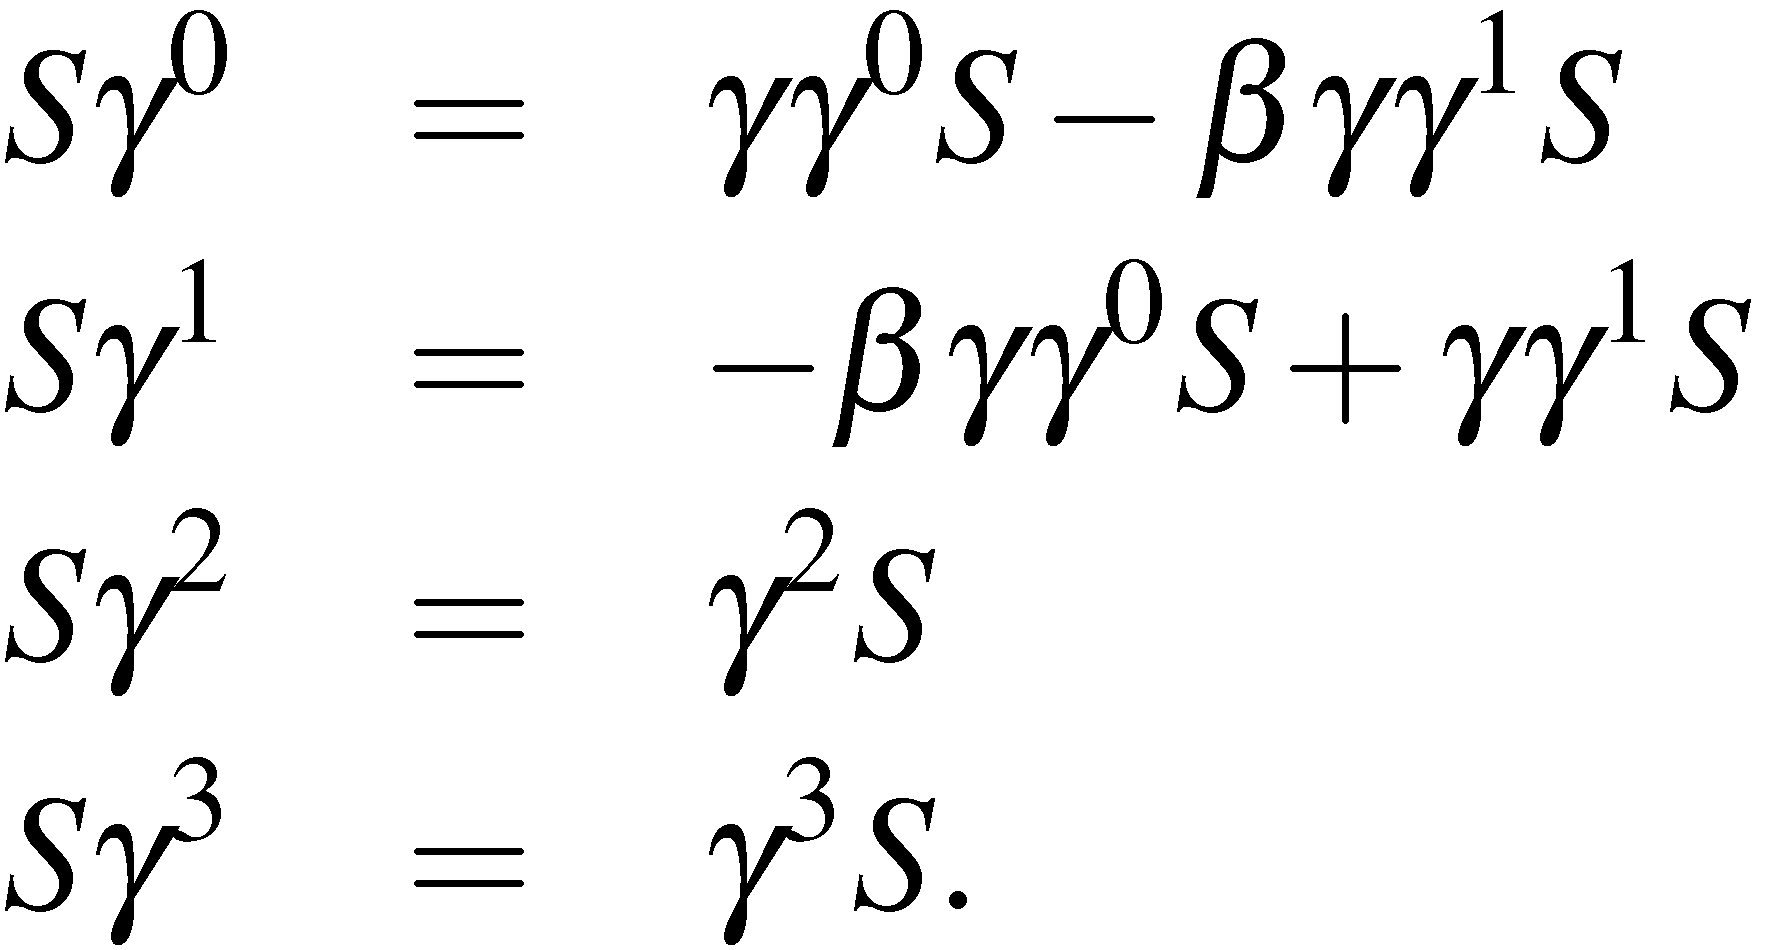 Sγ⁰ = γγ⁰S − βγγ¹S
Sγ¹ = −βγγ⁰S + γγ¹S
Sγ² = γ²S
Sγ³ = γ³S.